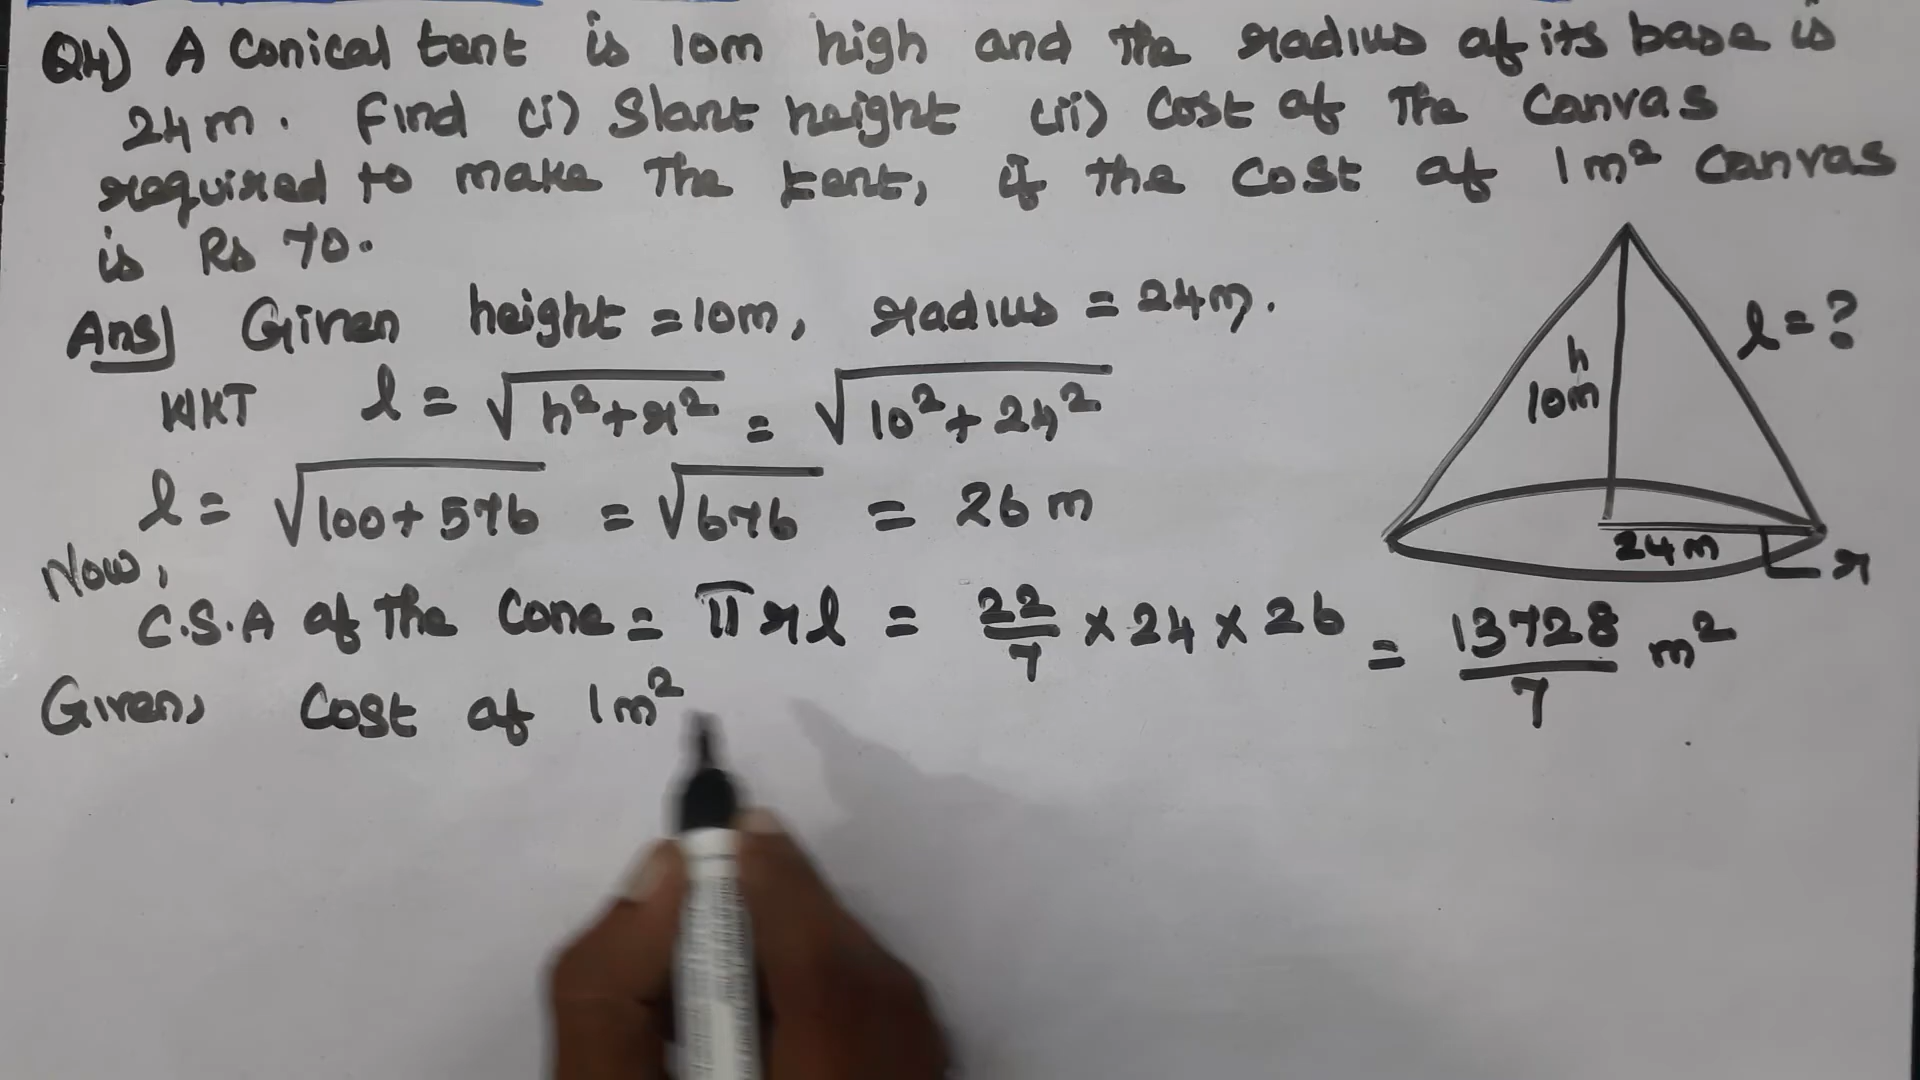 Q4) A Conical tent is 10m high and the radius of its base is
24m. Find (i) Slant height (ii) Cost of the Canvas
required to make the tent, if the cost of 1m² Canvas
is Rs 70.
Ans) Given height = 10m, radius = 24m.
WKT l = √h²+r² = √10²+24²
l = √100+576 = √676 = 26 m
Now,
C.S.A of the Cone = πrl = 22/7 × 24 × 26 = 13728/7 m²
Given, Cost of 1m²
l = ?
h
10m
24m
r